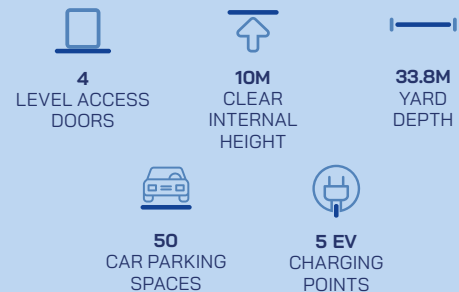 4
LEVEL ACCESS
DOORS
10M
CLEAR
INTERNAL
HEIGHT
33.8M
YARD
DEPTH
50
CAR PARKING
SPACES
5 EV
CHARGING
POINTS